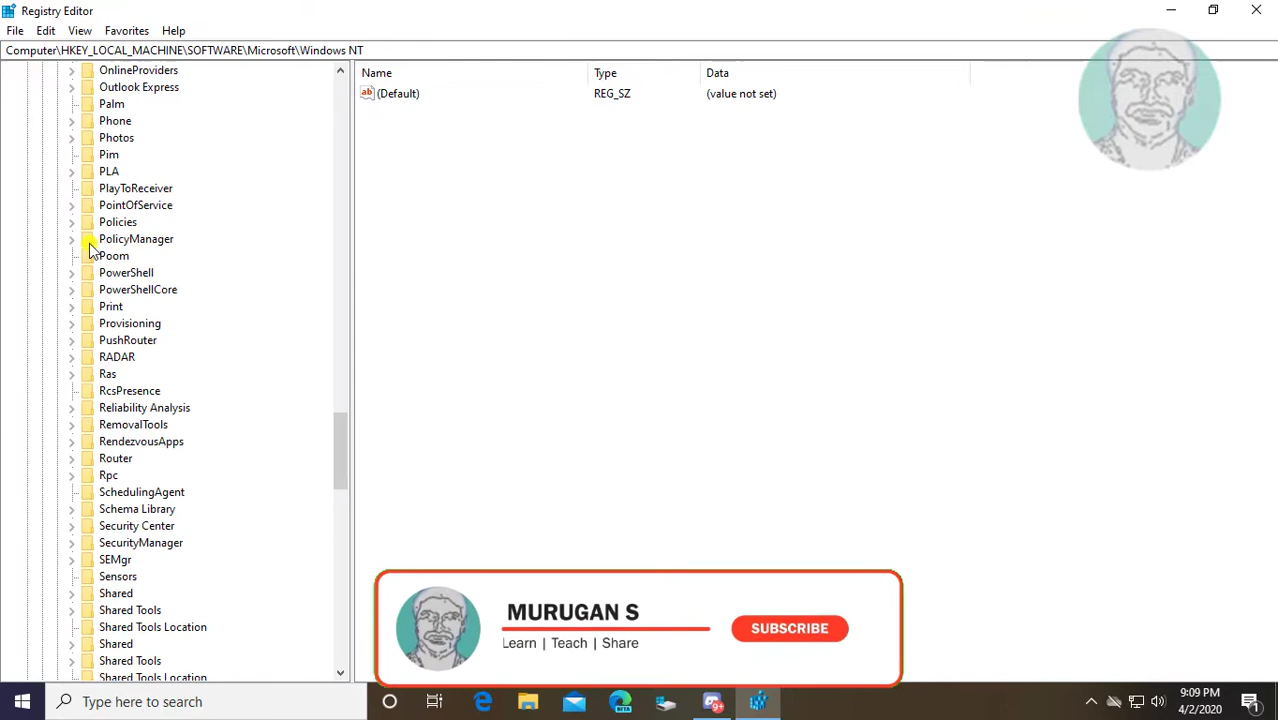 Registry Editor
File Edit View Favorites Help
Computer\HKEY_LOCAL_MACHINE\SOFTWARE\Microsoft\Windows NT
Name Type Data
ab (Default) REG_SZ (value not set)
OnlineProviders
Outlook Express
Palm
Phone
Photos
Pim
PLA
PlayToReceiver
PointOfService
Policies
PolicyManager
Poom
PowerShell
PowerShellCore
Print
Provisioning
PushRouter
RADAR
Ras
RcsPresence
Reliability Analysis
RemovalTools
RendezvousApps
Router
Rpc
SchedulingAgent
Schema Library
Security Center
SecurityManager
SEMgr
Sensors
Shared
Shared Tools
Shared Tools Location
Shared
Shared Tools
Shared Tools Location
MURUGAN S
Learn | Teach | Share
SUBSCRIBE
Type here to search
BETA
9+
9:09 PM
4/2/2020
1